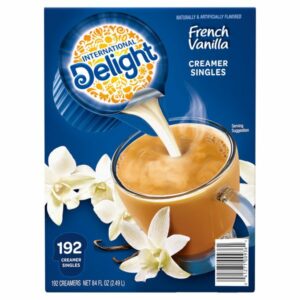 NATURALLY & ARTIFICIALLY FLAVORED
French
Vanilla
CREAMER
SINGLES
INTERNATIONAL
Delight
Serving
Suggestion
192
CREAMER
SINGLES
192 CREAMERS NET 84 FL OZ (2.49 L)